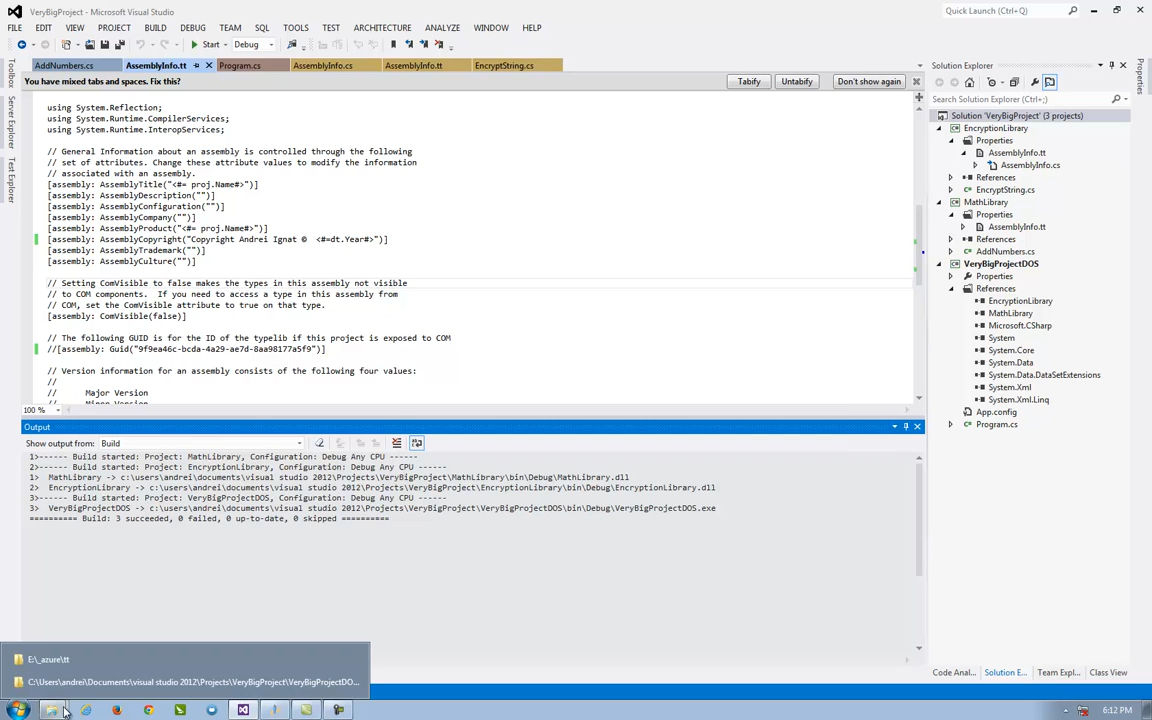 VeryBigProject - Microsoft Visual Studio
Quick Launch (Ctrl+Q)
FILE EDIT VIEW PROJECT BUILD DEBUG TEAM SQL TOOLS TEST ARCHITECTURE ANALYZE WINDOW HELP
Start Debug
AddNumbers.cs AssemblyInfo.tt Program.cs AssemblyInfo.cs AssemblyInfo.tt EncryptString.cs
You have mixed tabs and spaces. Fix this? Tabify Untabify Don't show again
Toolbox
Server Explorer
Test Explorer
using System.Reflection;
using System.Runtime.CompilerServices;
using System.Runtime.InteropServices;
// General Information about an assembly is controlled through the following
// set of attributes. Change these attribute values to modify the information
// associated with an assembly.
[assembly: AssemblyTitle("<#= proj.Name#>")]
[assembly: AssemblyDescription("")]
[assembly: AssemblyConfiguration("")]
[assembly: AssemblyCompany("")]
[assembly: AssemblyProduct("<#= proj.Name#>")]
[assembly: AssemblyCopyright("Copyright Andrei Ignat ©  <#=dt.Year#>")]
[assembly: AssemblyTrademark("")]
[assembly: AssemblyCulture("")]
// Setting ComVisible to false makes the types in this assembly not visible
// to COM components.  If you need to access a type in this assembly from
// COM, set the ComVisible attribute to true on that type.
[assembly: ComVisible(false)]
// The following GUID is for the ID of the typelib if this project is exposed to COM
//[assembly: Guid("9f9ea46c-bcda-4a29-ae7d-8aa98177a5f9")]
// Version information for an assembly consists of the following four values:
//
//      Major Version
//      Minor Version
100 %
Output
Show output from: Build
1>------ Build started: Project: MathLibrary, Configuration: Debug Any CPU ------
2>------ Build started: Project: EncryptionLibrary, Configuration: Debug Any CPU ------
1>  MathLibrary -> c:\users\andrei\documents\visual studio 2012\Projects\VeryBigProject\MathLibrary\bin\Debug\MathLibrary.dll
2>  EncryptionLibrary -> c:\users\andrei\documents\visual studio 2012\Projects\VeryBigProject\EncryptionLibrary\bin\Debug\EncryptionLibrary.dll
3>------ Build started: Project: VeryBigProjectDOS, Configuration: Debug Any CPU ------
3>  VeryBigProjectDOS -> c:\users\andrei\documents\visual studio 2012\Projects\VeryBigProject\VeryBigProjectDOS\bin\Debug\VeryBigProjectDOS.exe
========== Build: 3 succeeded, 0 failed, 0 up-to-date, 0 skipped ==========
Solution Explorer
Search Solution Explorer (Ctrl+;)
Solution 'VeryBigProject' (3 projects)
EncryptionLibrary
Properties
AssemblyInfo.tt
AssemblyInfo.cs
References
EncryptString.cs
MathLibrary
Properties
AssemblyInfo.tt
References
AddNumbers.cs
VeryBigProjectDOS
Properties
References
EncryptionLibrary
MathLibrary
Microsoft.CSharp
System
System.Core
System.Data
System.Data.DataSetExtensions
System.Xml
System.Xml.Linq
App.config
Program.cs
Properties
Code Anal... Solution E... Team Expl... Class View
E:\_azure\tt
C:\Users\andrei\Documents\visual studio 2012\Projects\VeryBigProject\VeryBigProjectDO...
6:12 PM